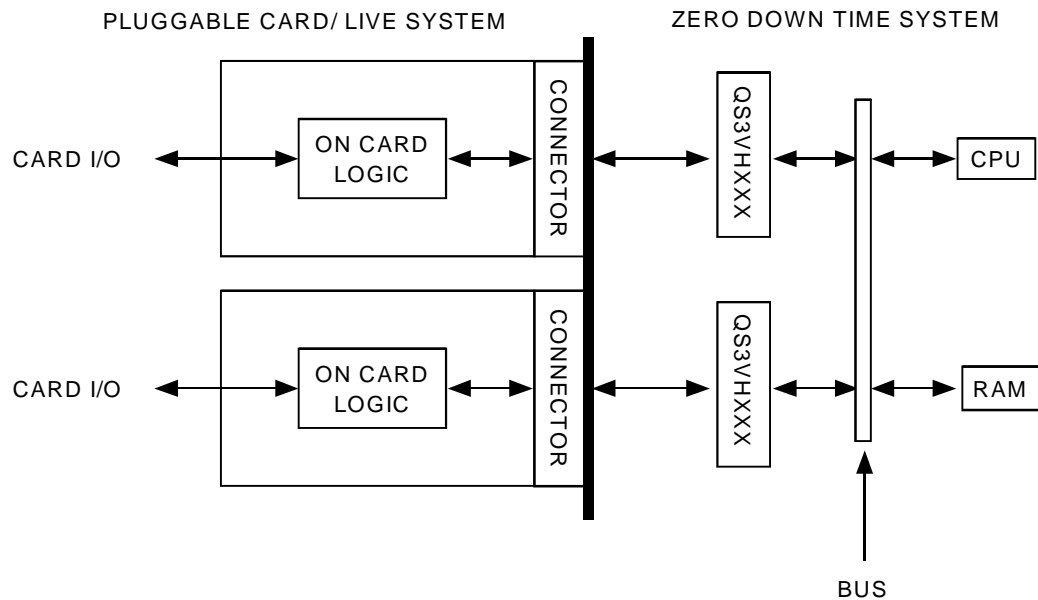 PLUGGABLE CARD/ LIVE SYSTEM
ZERO DOWN TIME SYSTEM
CARD I/O
ON CARD
LOGIC
CONNECTOR
QS3VHXXX
CPU
CARD I/O
ON CARD
LOGIC
CONNECTOR
QS3VHXXX
RAM
BUS